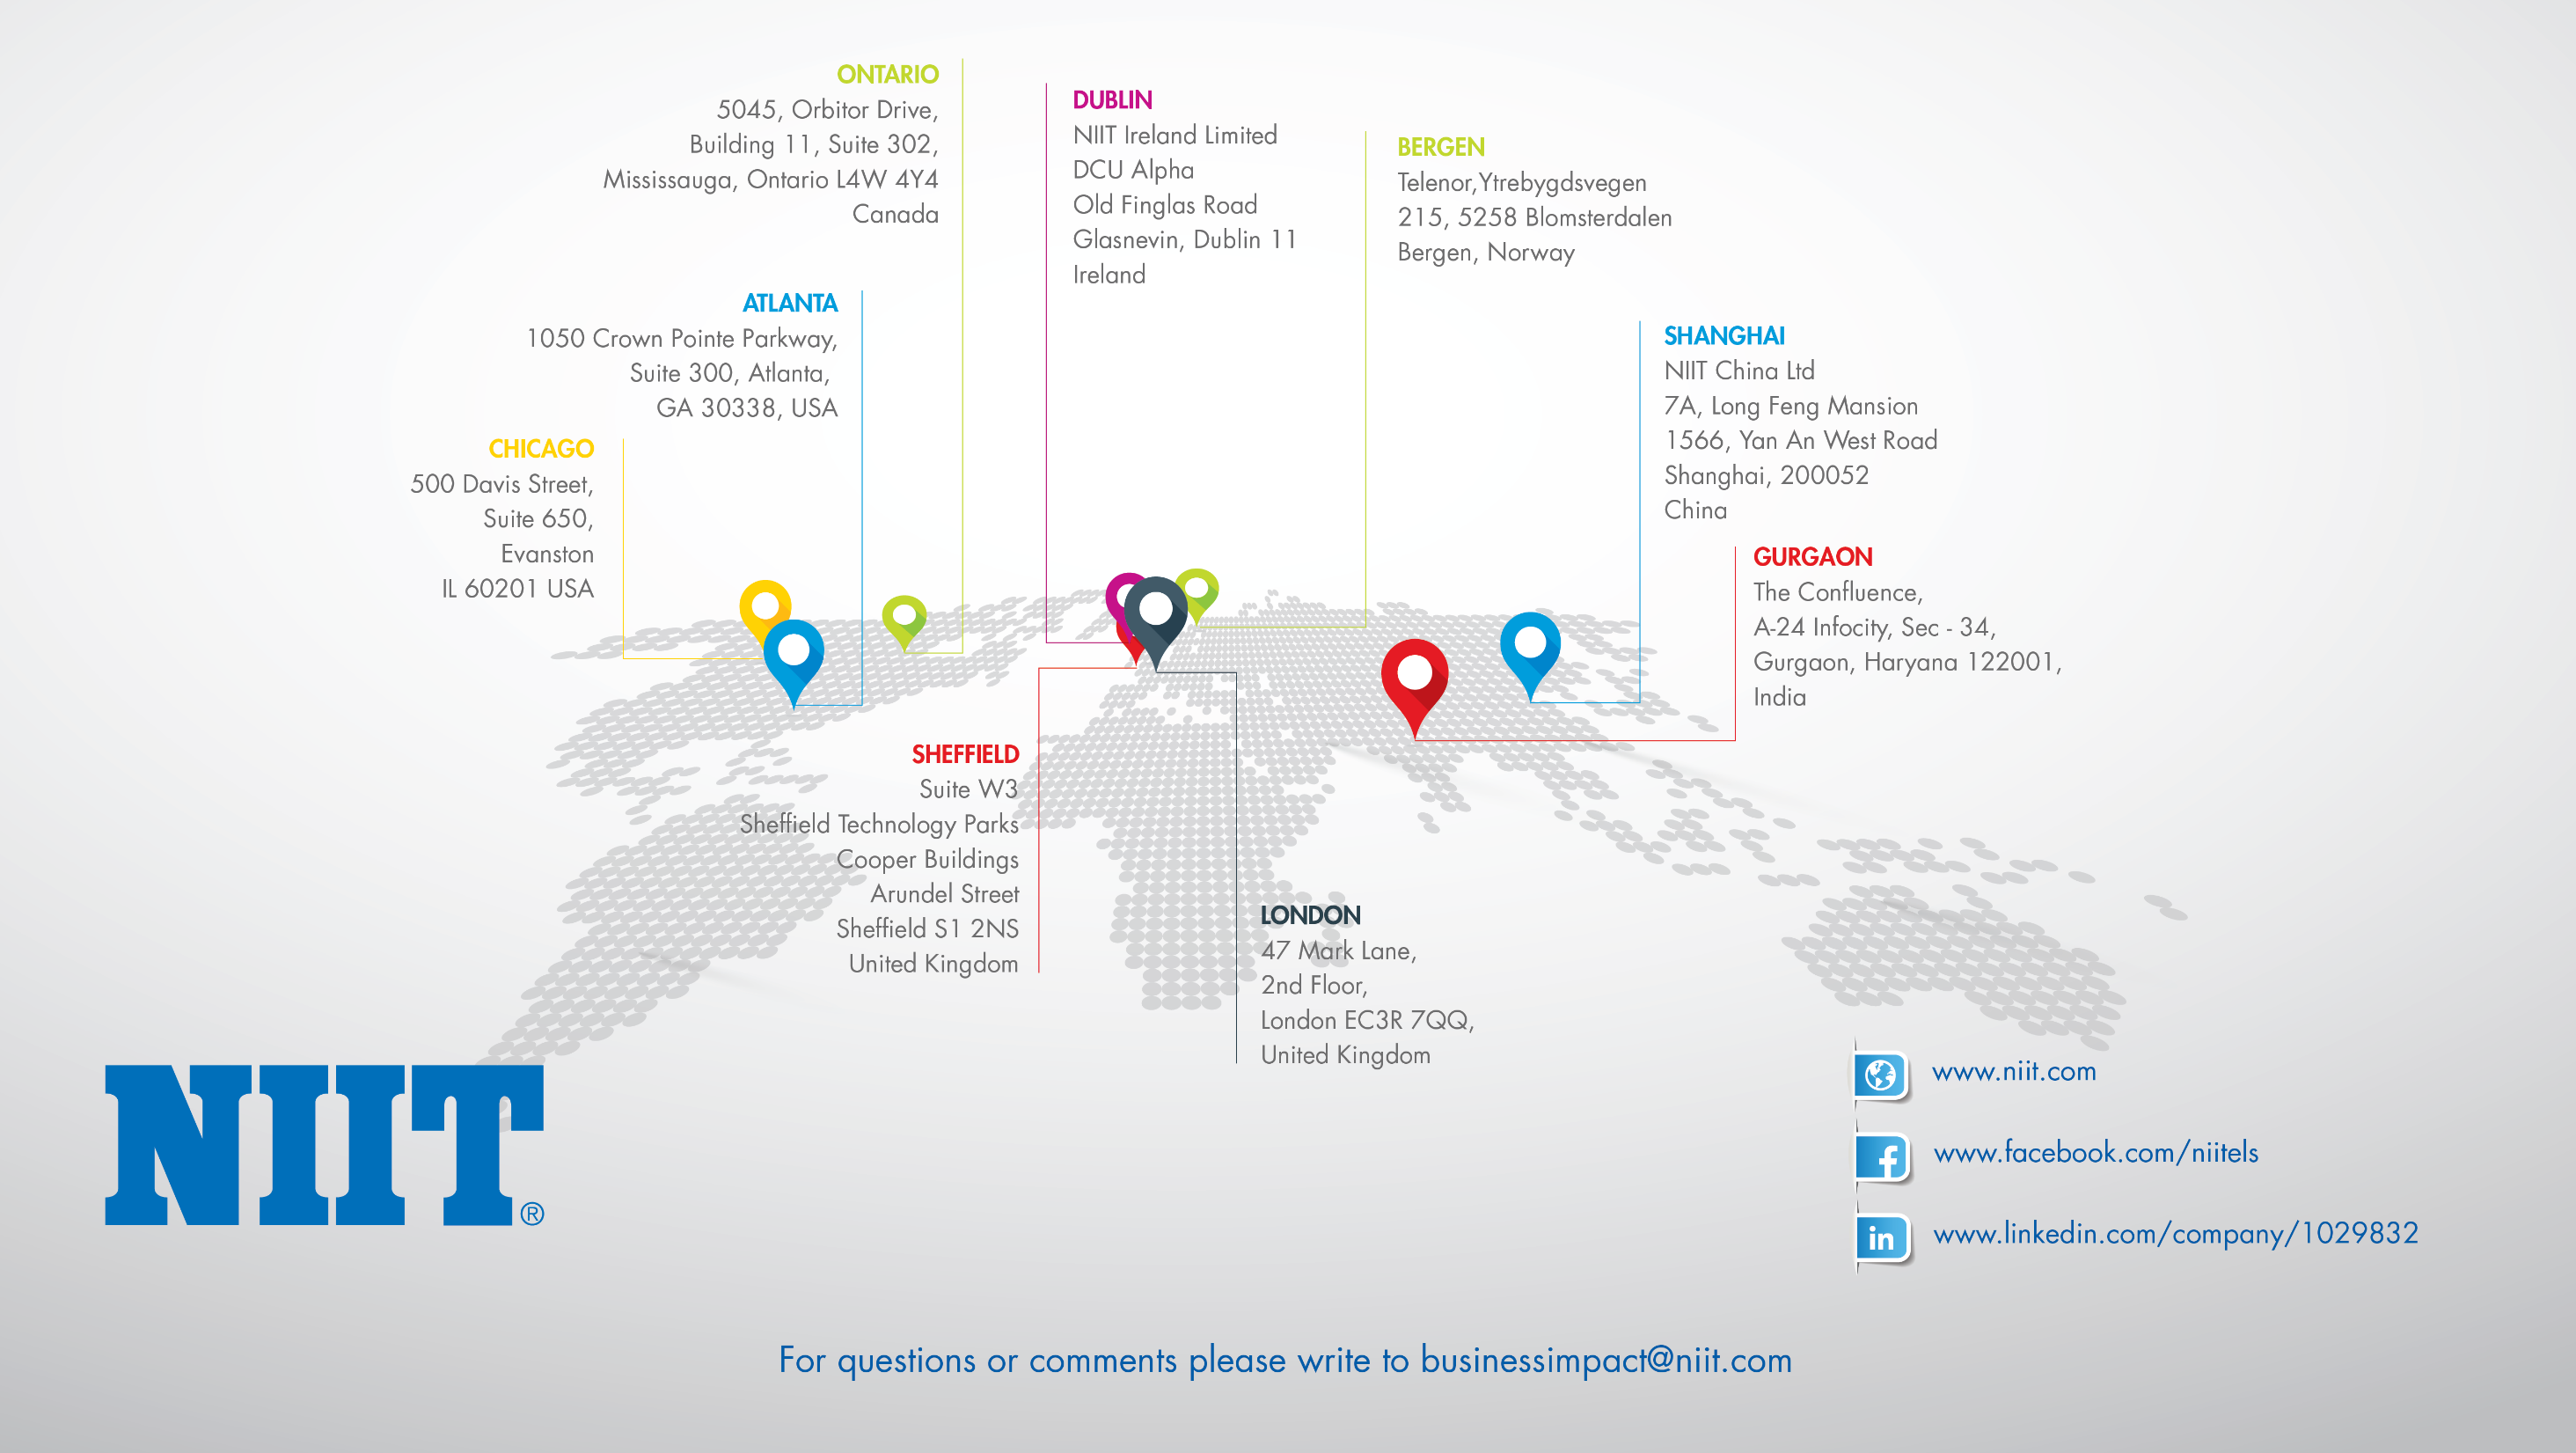 ONTARIO
5045, Orbitor Drive,
Building 11, Suite 302,
Mississauga, Ontario L4W 4Y4
Canada
DUBLIN
NIIT Ireland Limited
DCU Alpha
Old Finglas Road
Glasnevin, Dublin 11
Ireland
BERGEN
Telenor,Ytrebygdsvegen
215, 5258 Blomsterdalen
Bergen, Norway
ATLANTA
1050 Crown Pointe Parkway,
Suite 300, Atlanta,
GA 30338, USA
SHANGHAI
NIIT China Ltd
7A, Long Feng Mansion
1566, Yan An West Road
Shanghai, 200052
China
CHICAGO
500 Davis Street,
Suite 650,
Evanston
IL 60201 USA
GURGAON
The Confluence,
A-24 Infocity, Sec - 34,
Gurgaon, Haryana 122001,
India
SHEFFIELD
Suite W3
Sheffield Technology Parks
Cooper Buildings
Arundel Street
Sheffield S1 2NS
United Kingdom
LONDON
47 Mark Lane,
2nd Floor,
London EC3R 7QQ,
United Kingdom
NIIT®
www.niit.com
f www.facebook.com/niitels
in www.linkedin.com/company/1029832
For questions or comments please write to businessimpact@niit.com